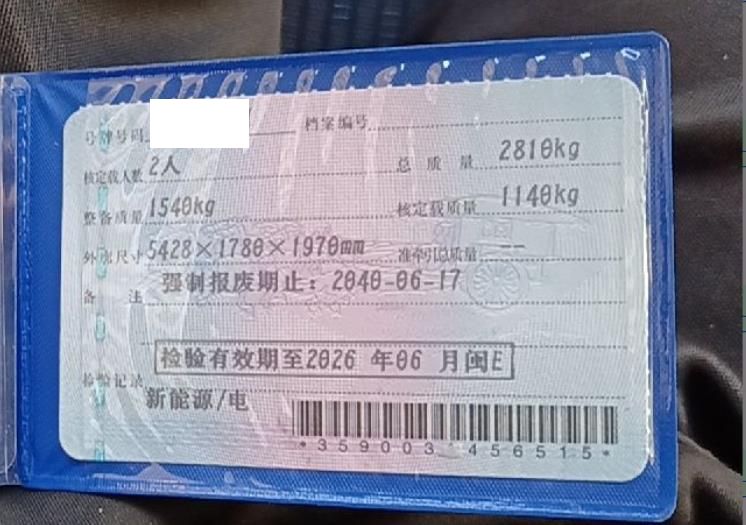 号牌号码 档案编号
核定载人数 2人 总质量 2810kg
整备质量 1540kg 核定载质量 1140kg
外廓尺寸 5428×1780×1970mm 准牵引总质量 --
备注 强制报废期止：2040-06-17
检验有效期至2026 年06 月闽E
检验记录
新能源/电
*359003 456515*